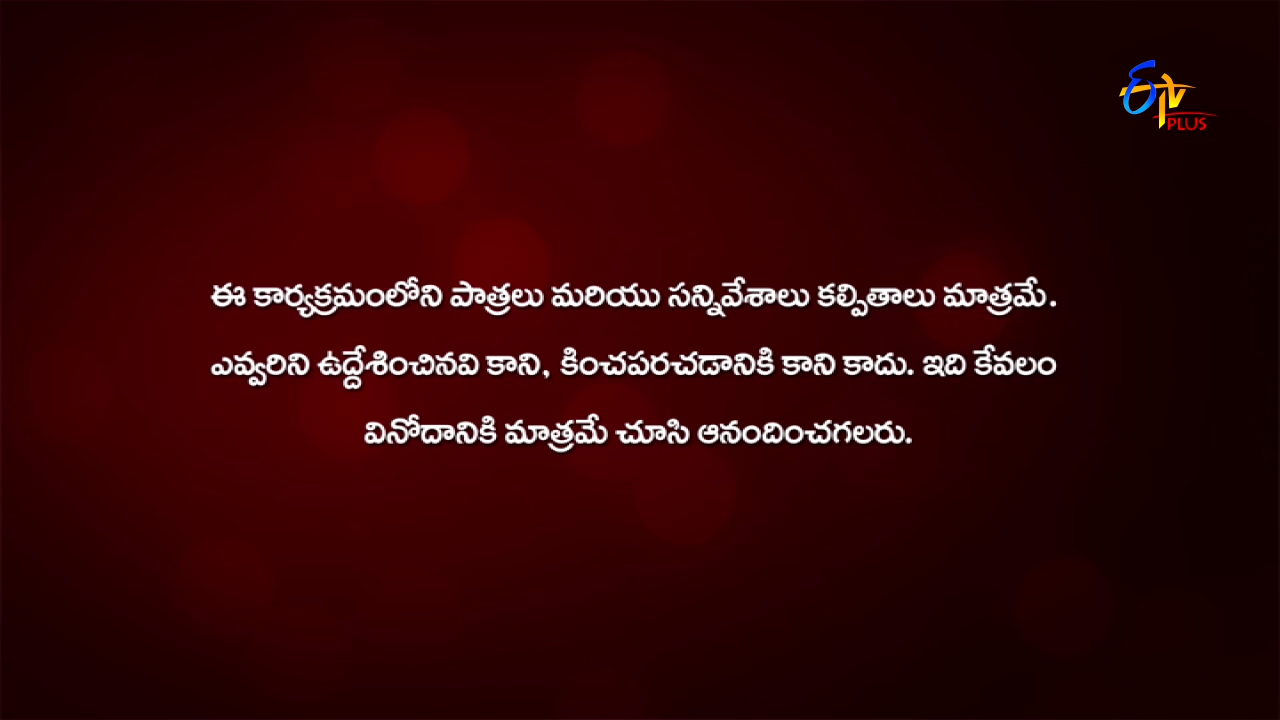 ETV
PLUS
ఈ కార్యక్రమంలోని పాత్రలు మరియు సన్నివేశాలు కల్పితాలు మాత్రమే.
ఎవ్వరిని ఉద్దేశించినవి కాని, కించపరచడానికి కాని కాదు. ఇది కేవలం
వినోదానికి మాత్రమే చూసి ఆనందించగలరు.